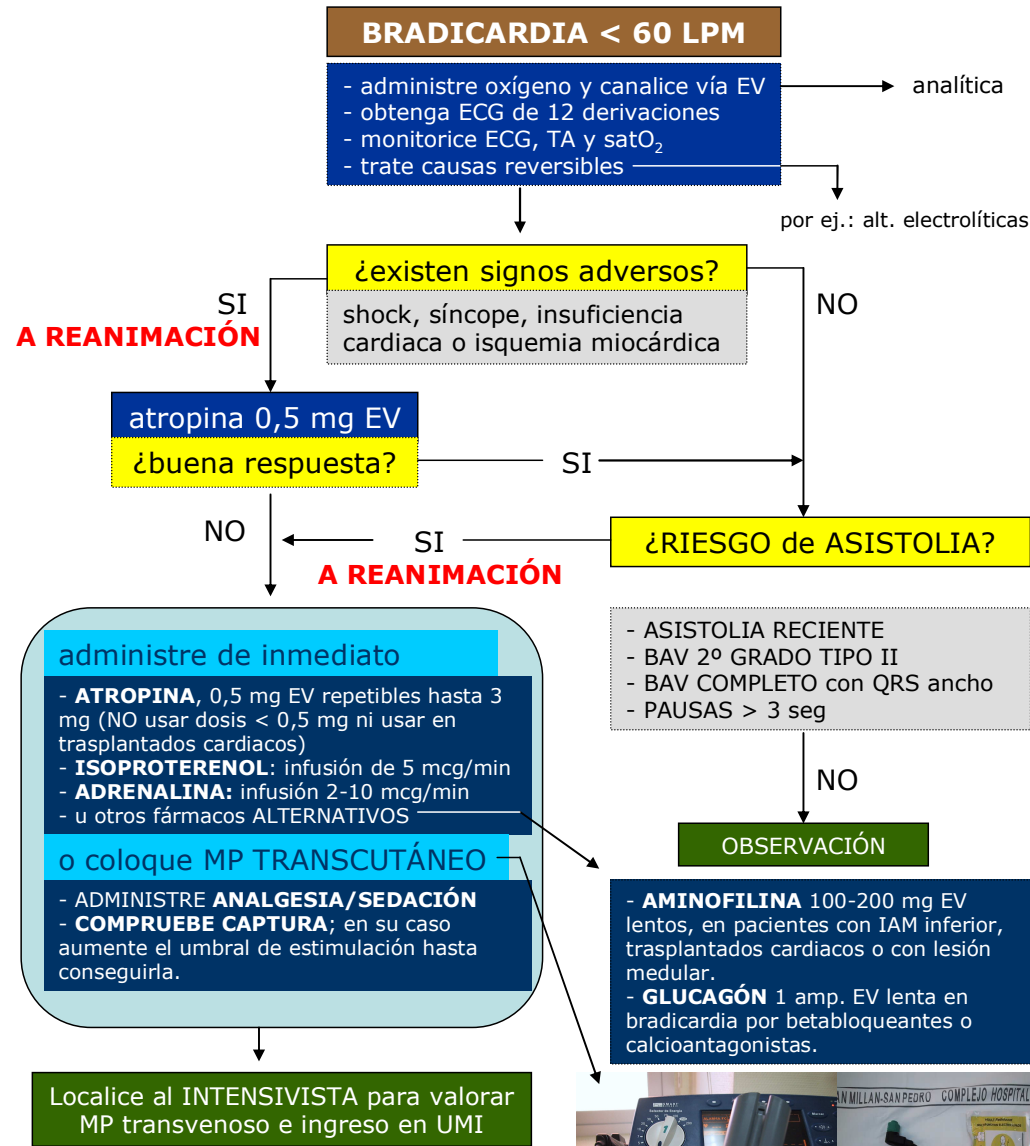 BRADICARDIA < 60 LPM
- administre oxígeno y canalice vía EV
analítica
- obtenga ECG de 12 derivaciones
- monitorice ECG, TA y satO₂
- trate causas reversibles
por ej.: alt. electrolíticas
¿existen signos adversos?
shock, síncope, insuficiencia
cardiaca o isquemia miocárdica
SI
A REANIMACIÓN
NO
atropina 0,5 mg EV
¿buena respuesta?
SI
NO
SI
A REANIMACIÓN
¿RIESGO de ASISTOLIA?
- ASISTOLIA RECIENTE
- BAV 2º GRADO TIPO II
- BAV COMPLETO con QRS ancho
- PAUSAS > 3 seg
NO
OBSERVACIÓN
administre de inmediato
- ATROPINA, 0,5 mg EV repetibles hasta 3
mg (NO usar dosis < 0,5 mg ni usar en
trasplantados cardiacos)
- ISOPROTERENOL: infusión de 5 mcg/min
- ADRENALINA: infusión 2-10 mcg/min
- u otros fármacos ALTERNATIVOS
o coloque MP TRANSCUTÁNEO
- ADMINISTRE ANALGESIA/SEDACIÓN
- COMPRUEBE CAPTURA; en su caso
aumente el umbral de estimulación hasta
conseguirla.
- AMINOFILINA 100-200 mg EV
lentos, en pacientes con IAM inferior,
trasplantados cardiacos o con lesión
medular.
- GLUCAGÓN 1 amp. EV lenta en
bradicardia por betabloqueantes o
calcioantagonistas.
Localice al INTENSIVISTA para valorar
MP transvenoso e ingreso en UMI
N MILLAN-SAN PEDRO COMPLEJO HOSPITAL